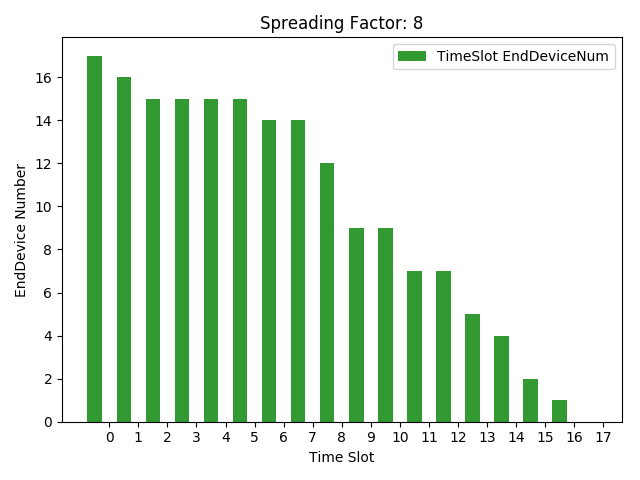 Spreading Factor: 8
TimeSlot EndDeviceNum
EndDevice Number
16
14
12
10
8
6
4
2
0
0 1 2 3 4 5 6 7 8 9 10 11 12 13 14 15 16 17
Time Slot